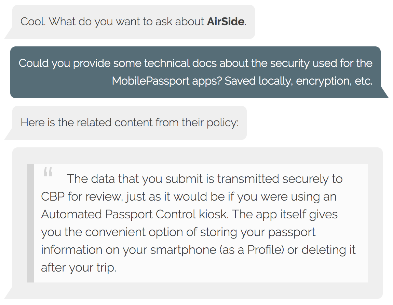 Cool. What do you want to ask about AirSide.
Could you provide some technical docs about the security used for the
MobilePassport apps? Saved locally, encryption, etc.
Here is the related content from their policy:
“ The data that you submit is transmitted securely to
CBP for review, just as it would be if you were using an
Automated Passport Control kiosk. The app itself gives
you the convenient option of storing your passport
information on your smartphone (as a Profile) or deleting it
after your trip.